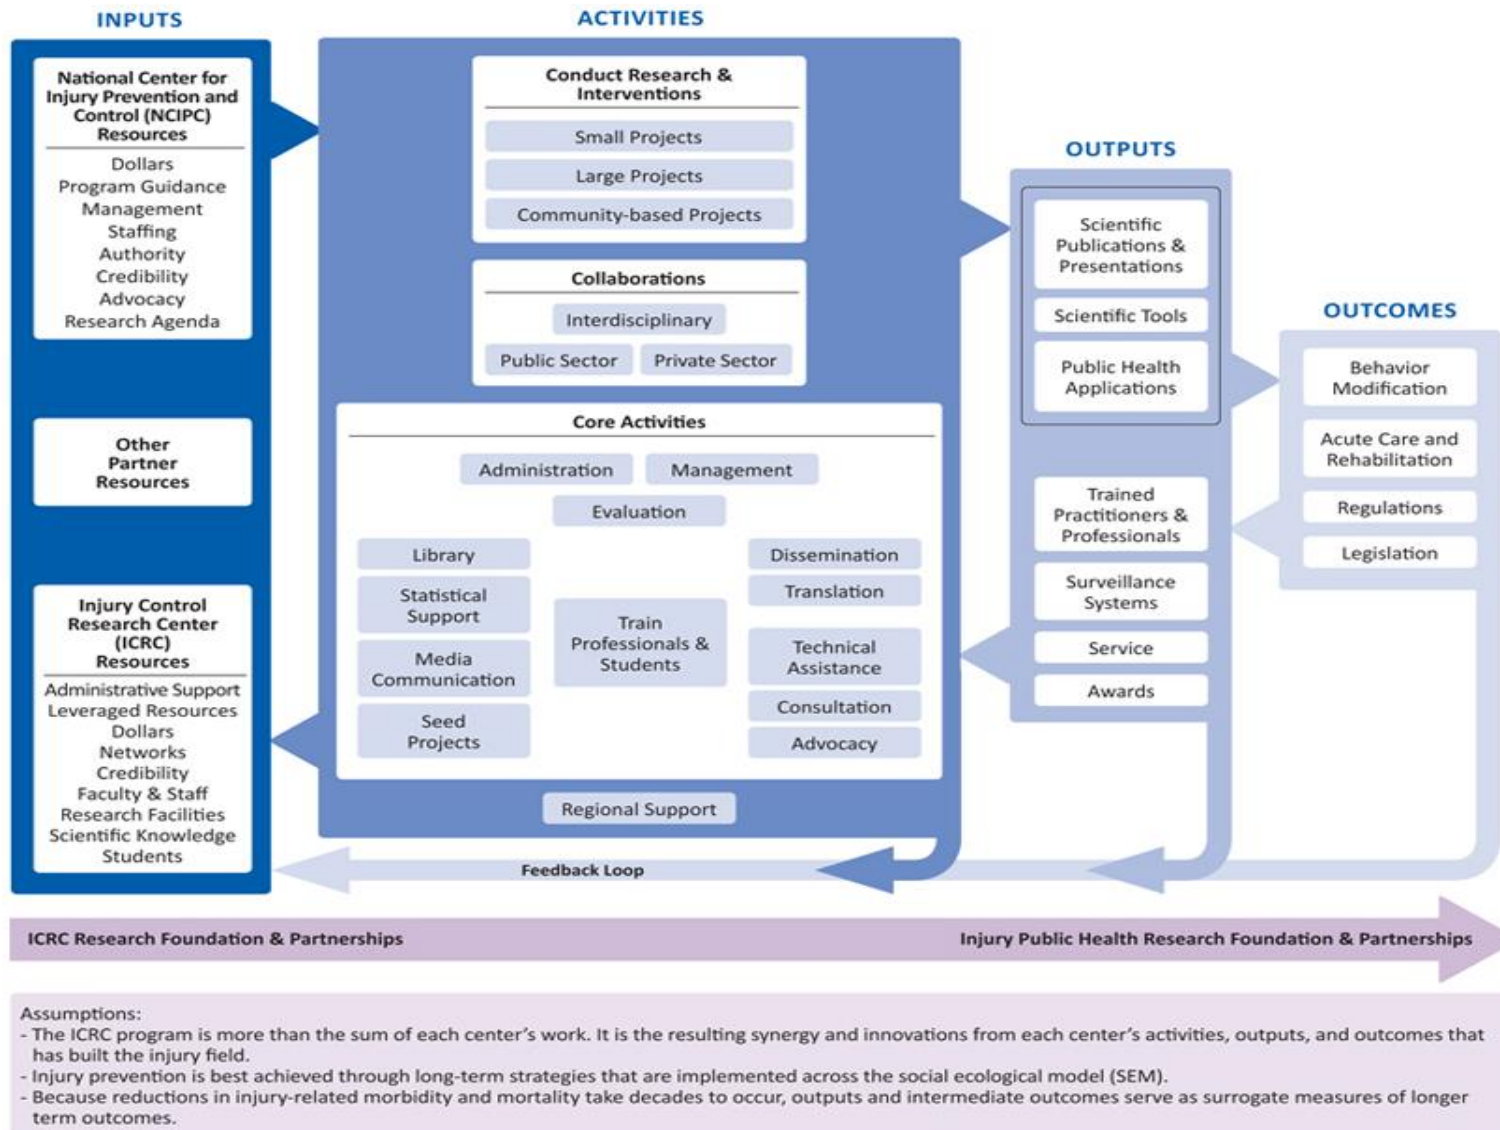 INPUTS
National Center for
Injury Prevention and
Control (NCIPC)
Resources
Dollars
Program Guidance
Management
Staffing
Authority
Credibility
Advocacy
Research Agenda
Other
Partner
Resources
Injury Control
Research Center
(ICRC)
Resources
Administrative Support
Leveraged Resources
Dollars
Networks
Credibility
Faculty & Staff
Research Facilities
Scientific Knowledge
Students
ACTIVITIES
Conduct Research &
Interventions
Small Projects
Large Projects
Community-based Projects
Collaborations
Interdisciplinary
Public Sector
Private Sector
Core Activities
Administration
Management
Evaluation
Library
Statistical
Support
Media
Communication
Seed
Projects
Train
Professionals &
Students
Dissemination
Translation
Technical
Assistance
Consultation
Advocacy
Regional Support
OUTPUTS
Scientific
Publications &
Presentations
Scientific Tools
Public Health
Applications
Trained
Practitioners &
Professionals
Surveillance
Systems
Service
Awards
OUTCOMES
Behavior
Modification
Acute Care and
Rehabilitation
Regulations
Legislation
Feedback Loop
ICRC Research Foundation & Partnerships
Injury Public Health Research Foundation & Partnerships
Assumptions:
- The ICRC program is more than the sum of each center's work. It is the resulting synergy and innovations from each center's activities, outputs, and outcomes that
has built the injury field.
- Injury prevention is best achieved through long-term strategies that are implemented across the social ecological model (SEM).
- Because reductions in injury-related morbidity and mortality take decades to occur, outputs and intermediate outcomes serve as surrogate measures of longer
term outcomes.